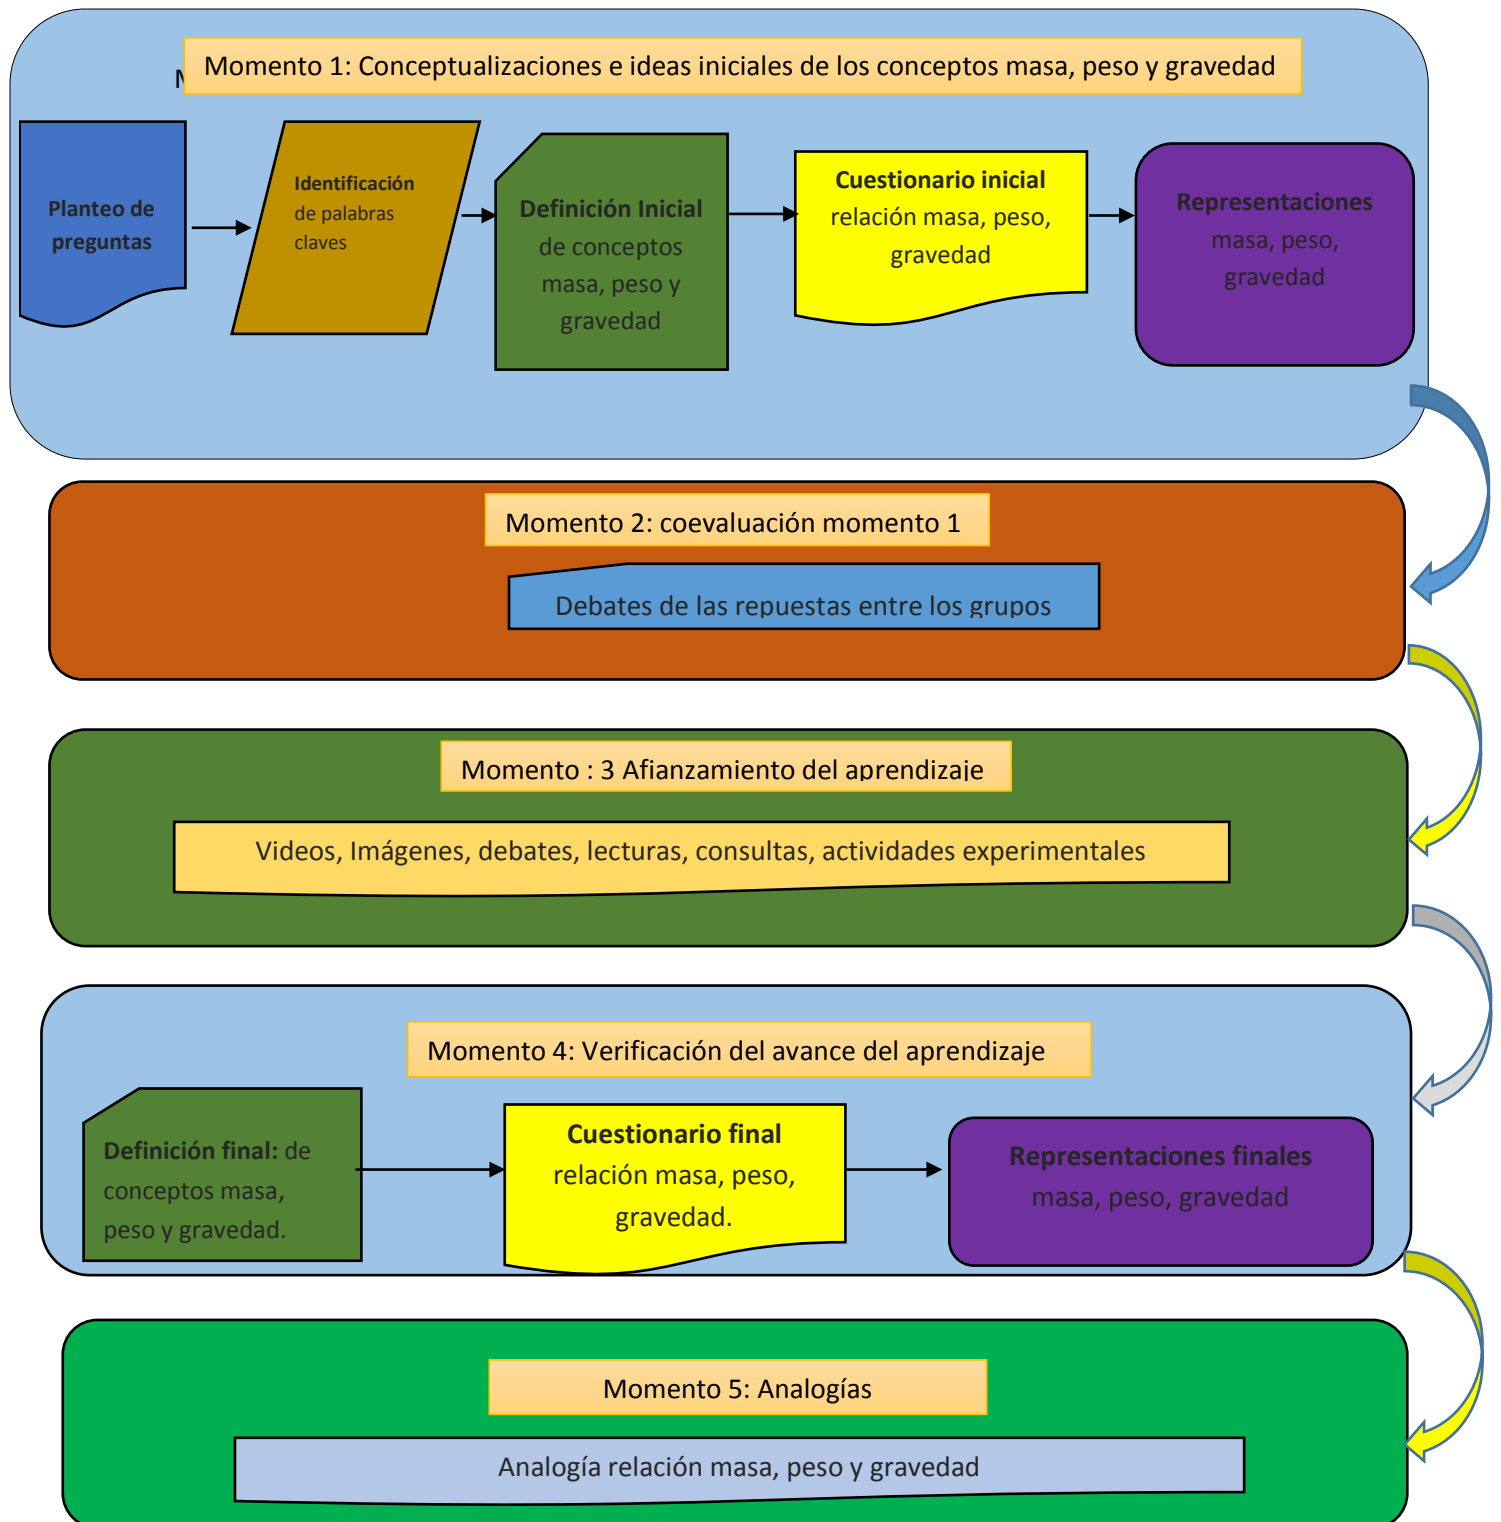 M
Momento 1: Conceptualizaciones e ideas iniciales de los conceptos masa, peso y gravedad
Planteo de
preguntas
Identificación
de palabras
claves
Definición Inicial
de conceptos
masa, peso y
gravedad
Cuestionario inicial
relación masa, peso,
gravedad
Representaciones
masa, peso,
gravedad
Momento 2: coevaluación momento 1
Debates de las repuestas entre los grupos
Momento : 3 Afianzamiento del aprendizaje
Videos, Imágenes, debates, lecturas, consultas, actividades experimentales
Momento 4: Verificación del avance del aprendizaje
Definición final: de
conceptos masa,
peso y gravedad.
Cuestionario final
relación masa, peso,
gravedad.
Representaciones finales
masa, peso, gravedad
Momento 5: Analogías
Analogía relación masa, peso y gravedad